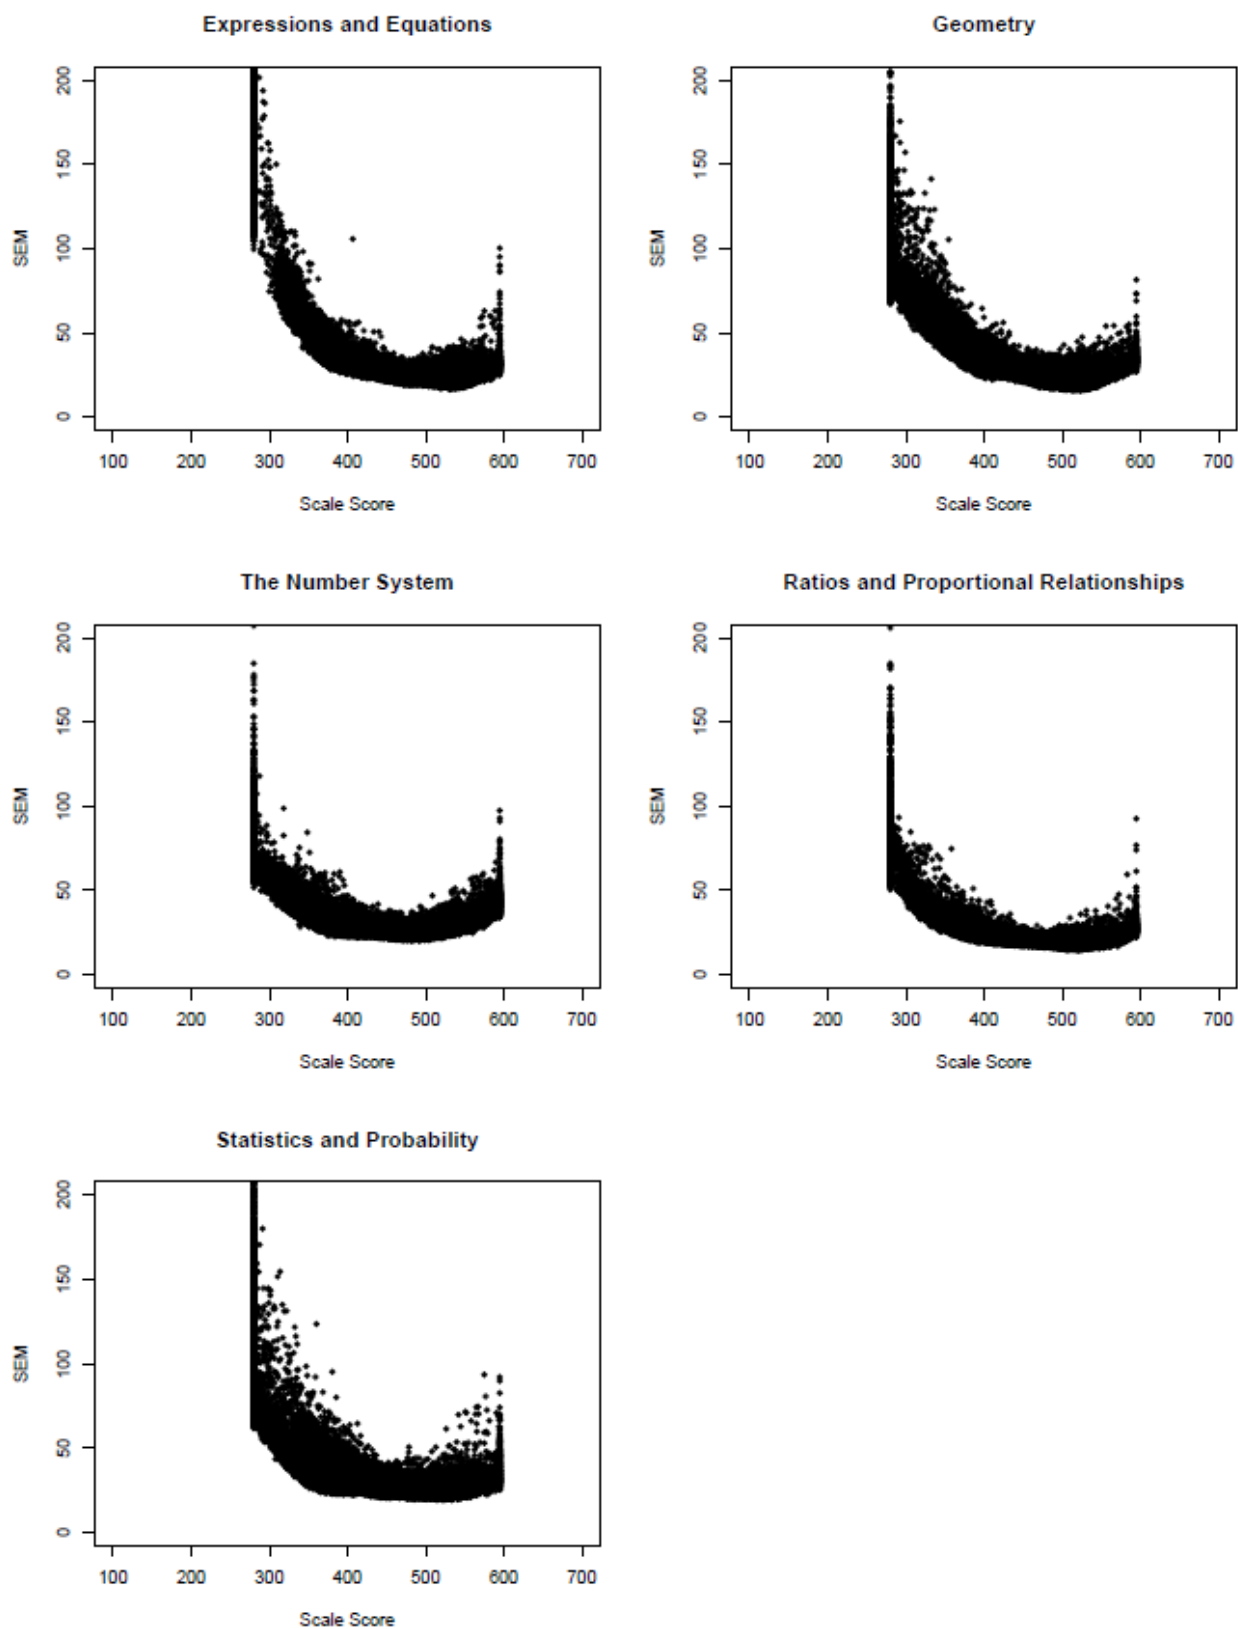 Expressions and Equations
200
150
100
50
0
SEM
100 200 300 400 500 600 700
Scale Score
Geometry
200
150
100
50
0
SEM
100 200 300 400 500 600 700
Scale Score
The Number System
200
150
100
50
0
SEM
100 200 300 400 500 600 700
Scale Score
Ratios and Proportional Relationships
200
150
100
50
0
SEM
100 200 300 400 500 600 700
Scale Score
Statistics and Probability
200
150
100
50
0
SEM
100 200 300 400 500 600 700
Scale Score